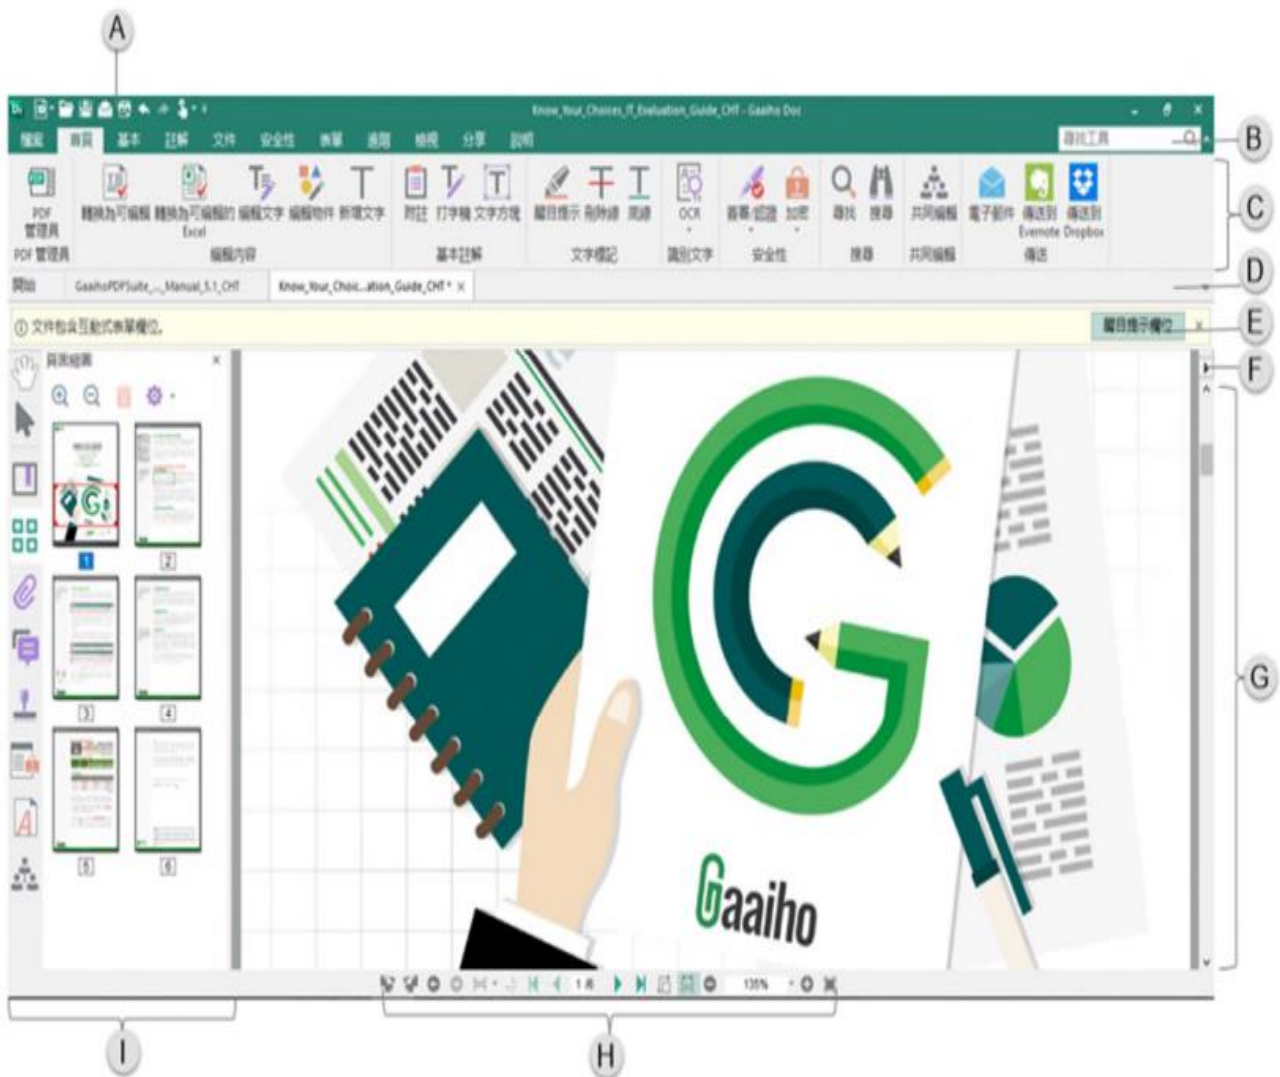 A
Know_Your_Choices_IT_Evaluation_Guide_CHT - Gaaiho Doc
檔案 首頁 基本 註解 文件 安全性 表單 進階 檢視 分享 說明 尋找工具
B
PDF 管理員 轉換為可編輯 轉換為可編輯的 Excel 編輯文字 編輯物件 新增文字 附註 打字機 文字方塊 醒目提示 刪除線 底線 OCR 簽署/認證 加密 尋找 搜尋 共同編輯 電子郵件 傳送到 Evernote 傳送到 Dropbox
C
PDF 管理員 編輯內容 基本註解 文字標記 識別文字 安全性 搜尋 共同編輯 傳送
開始 GaaihoPDFSuite_..._Manual_5.1_CHT Know_Your_Choic...ation_Guide_CHT * ×
D
文件包含互動式表單欄位。 醒目提示欄位
E
頁面縮圖
F
1 2
3 4
5 6
G
Gaaiho
1 /6 135%
I H